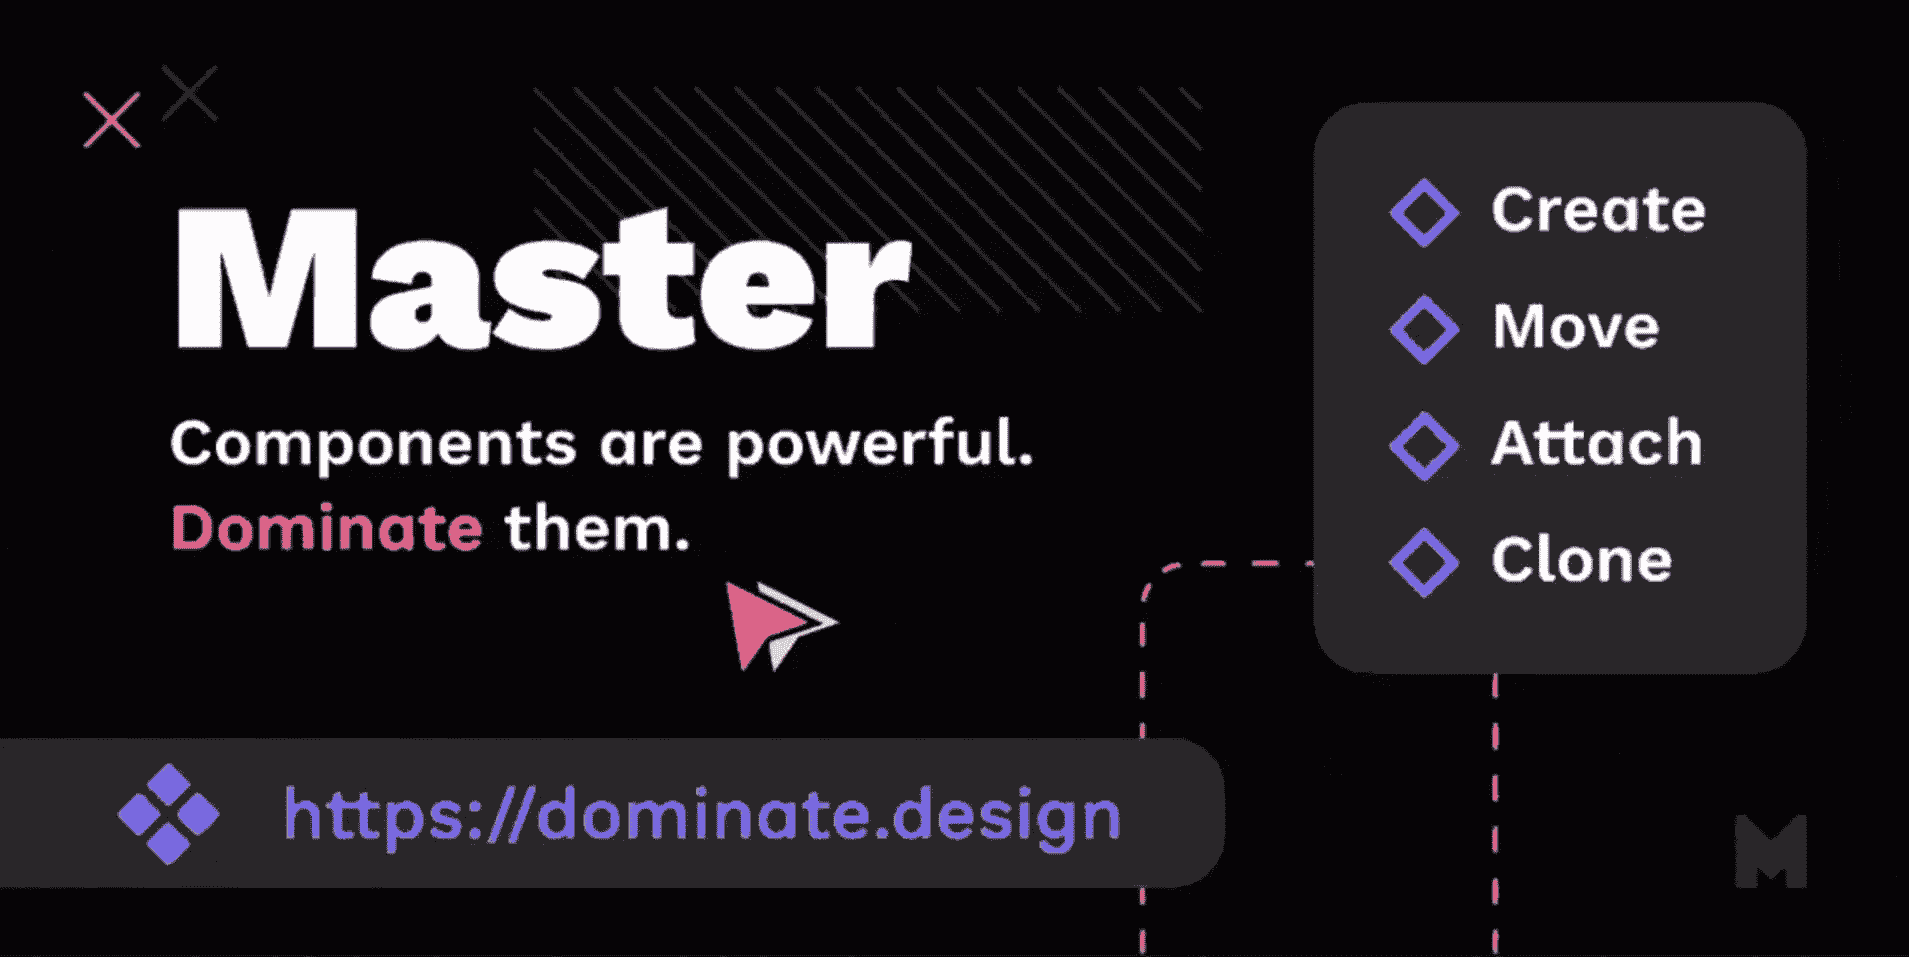 Master
Components are powerful.
Dominate them.
https://dominate.design
Create
Move
Attach
Clone
M